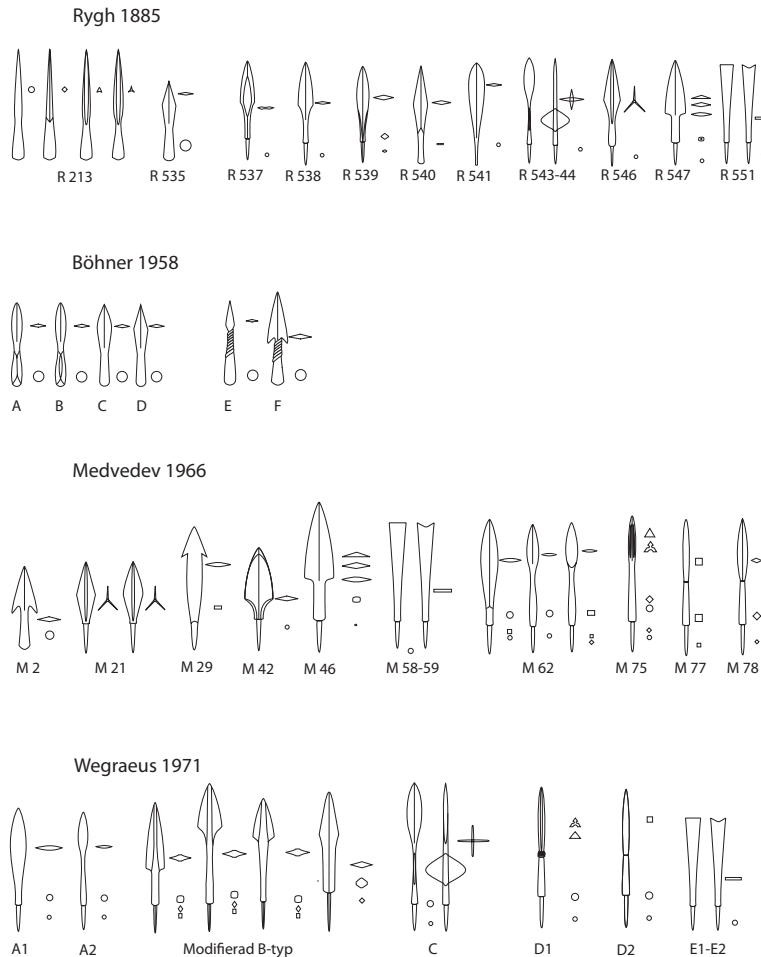 Rygh 1885
R 213 R 535 R 537 R 538 R 539 R 540 R 541 R 543-44 R 546 R 547 R 551
Böhner 1958
A B C D E F
Medvedev 1966
M 2 M 21 M 29 M 42 M 46 M 58-59 M 62 M 75 M 77 M 78
Wegraeus 1971
A1 A2 Modifierad B-typ C D1 D2 E1-E2